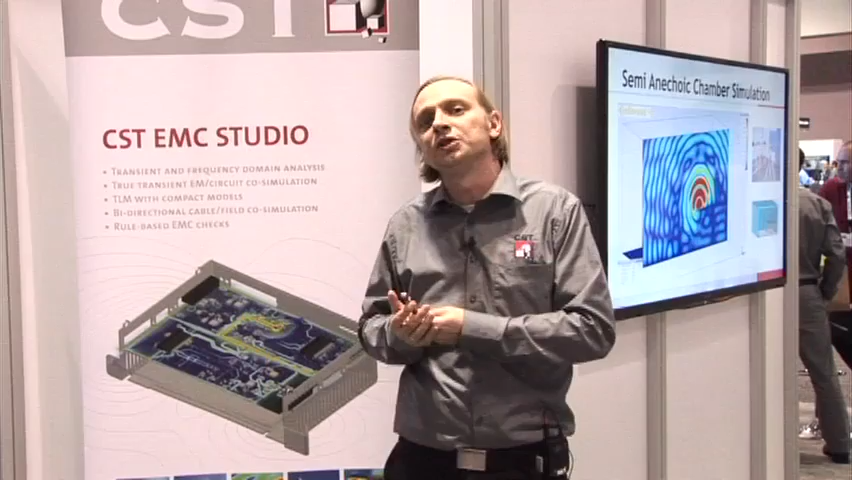 CST
CST EMC STUDIO
• Transient and frequency domain analysis
• True transient EM/circuit co-simulation
• TLM with compact models
• Bi-directional cable/field co-simulation
• Rule-based EMC checks
Semi Anechoic Chamber Simulation
CST